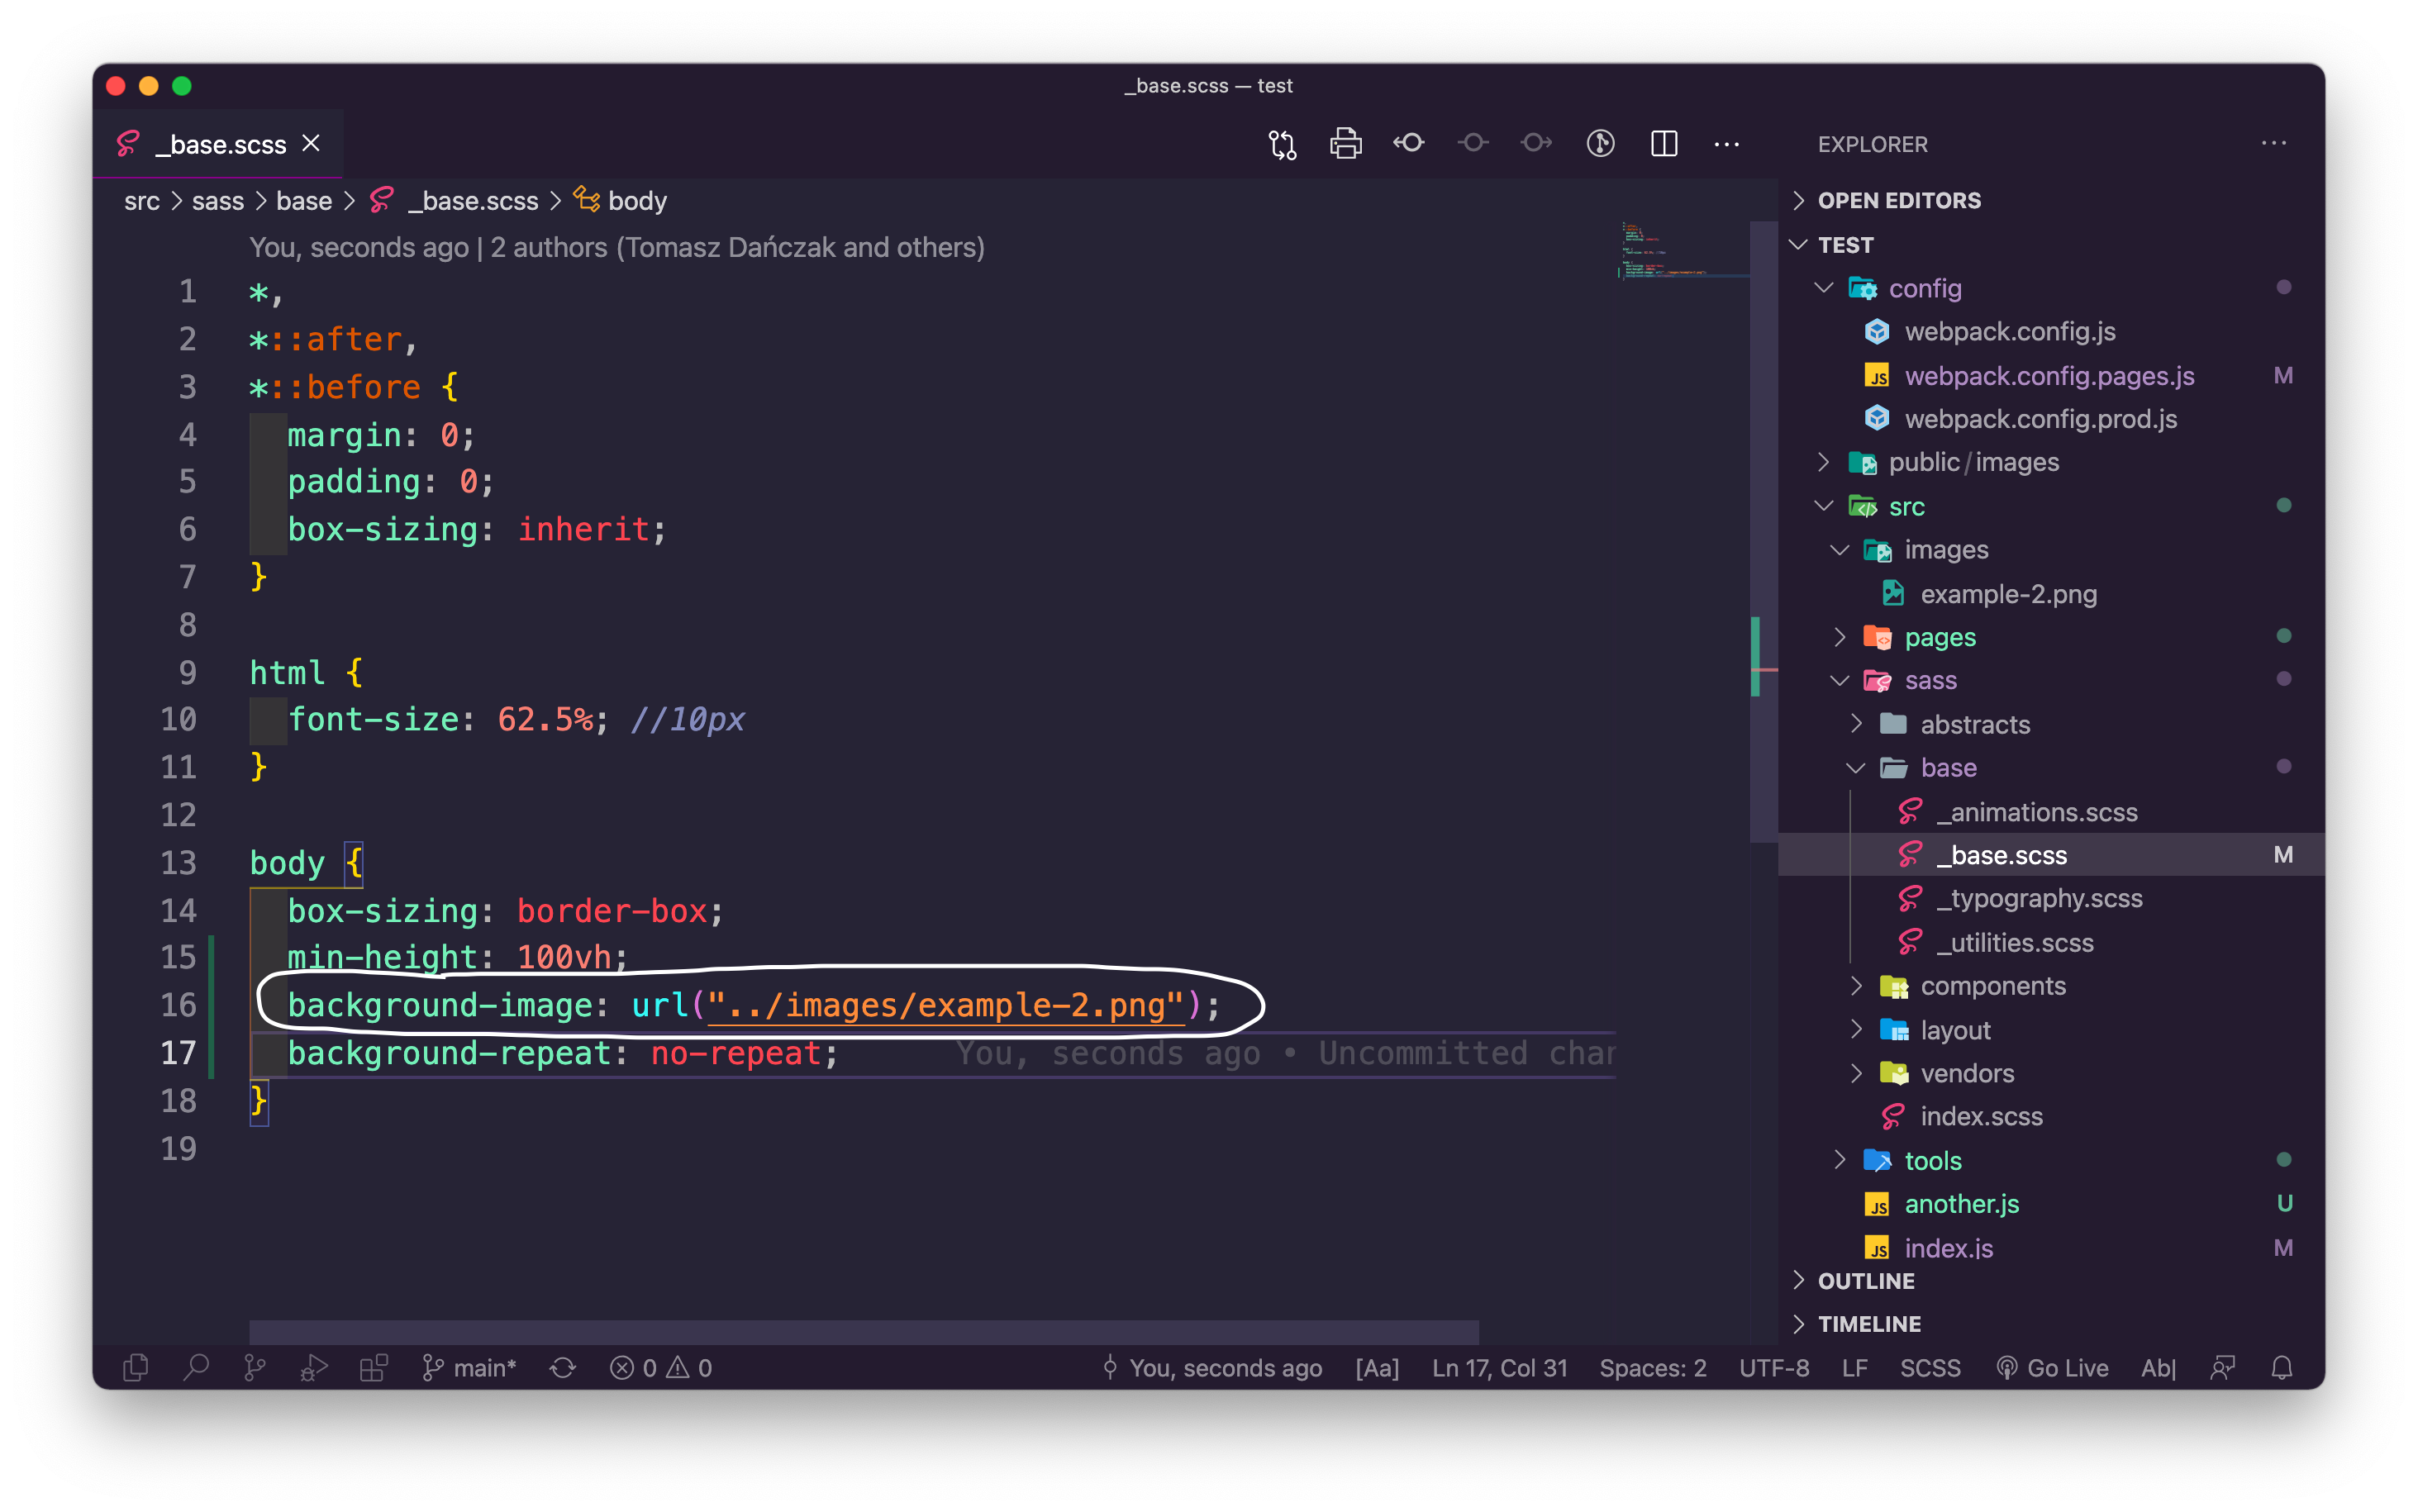 _base.scss — test
_base.scss
EXPLORER
src > sass > base > _base.scss > body
OPEN EDITORS
You, seconds ago | 2 authors (Tomasz Dańczak and others)
TEST
1 *,
2 *::after,
3 *::before {
4 margin: 0;
5 padding: 0;
6 box-sizing: inherit;
7 }
8
9 html {
10 font-size: 62.5%; //10px
11 }
12
13 body {
14 box-sizing: border-box;
15 min-height: 100vh;
16 background-image: url("../images/example-2.png");
17 background-repeat: no-repeat; You, seconds ago • Uncommitted char
18 }
19
config
webpack.config.js
JS webpack.config.pages.js M
webpack.config.prod.js
public/images
src
images
example-2.png
pages
sass
abstracts
base
_animations.scss
_base.scss M
_typography.scss
_utilities.scss
components
layout
vendors
index.scss
tools
JS another.js U
JS index.js M
OUTLINE
TIMELINE
main* 0 0 You, seconds ago [Aa] Ln 17, Col 31 Spaces: 2 UTF-8 LF SCSS Go Live Ab|